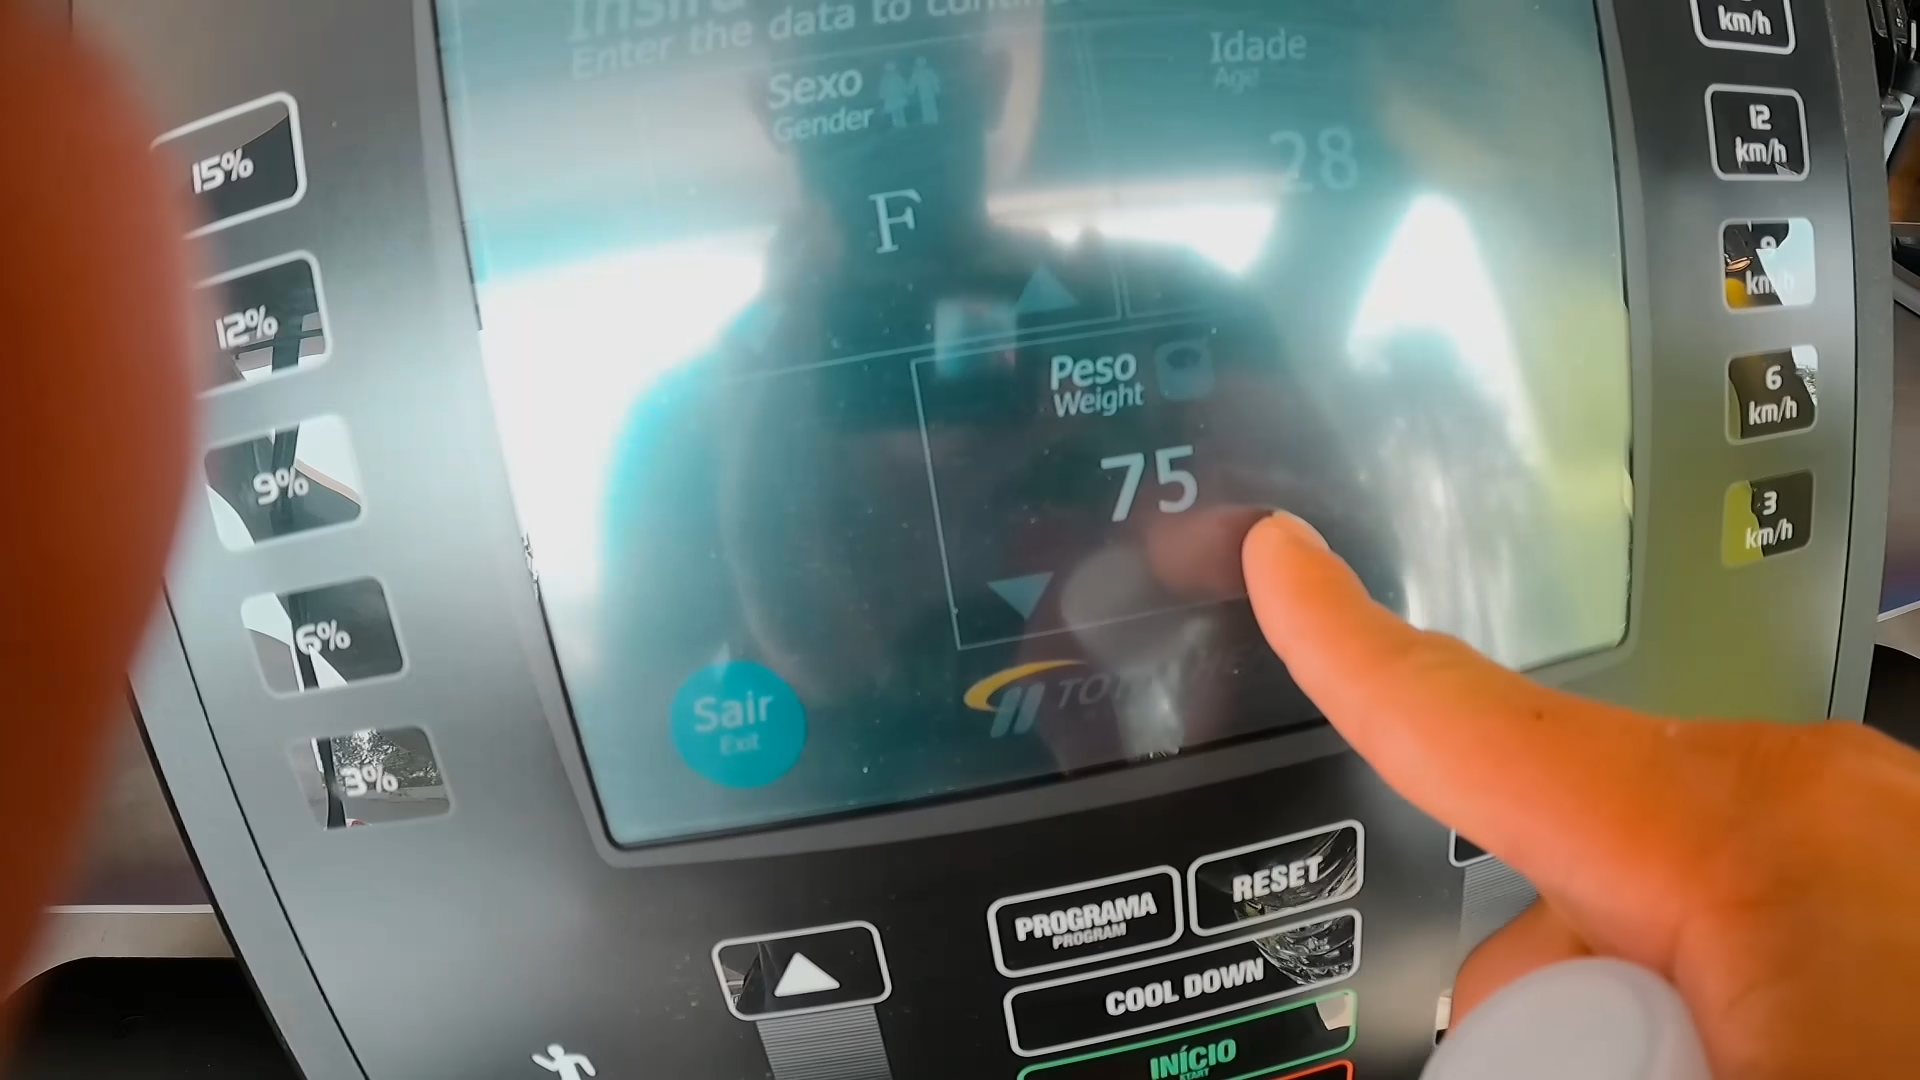 Enter the data to
Sexo
Gender
F
Idade
Age
28
Peso
Weight
75
Sair
Exit
15%
12%
9%
6%
3%
km/h
12
km/h
9
km/h
6
km/h
3
km/h
PROGRAMA
PROGRAM
RESET
COOL DOWN
INÍCIO
START